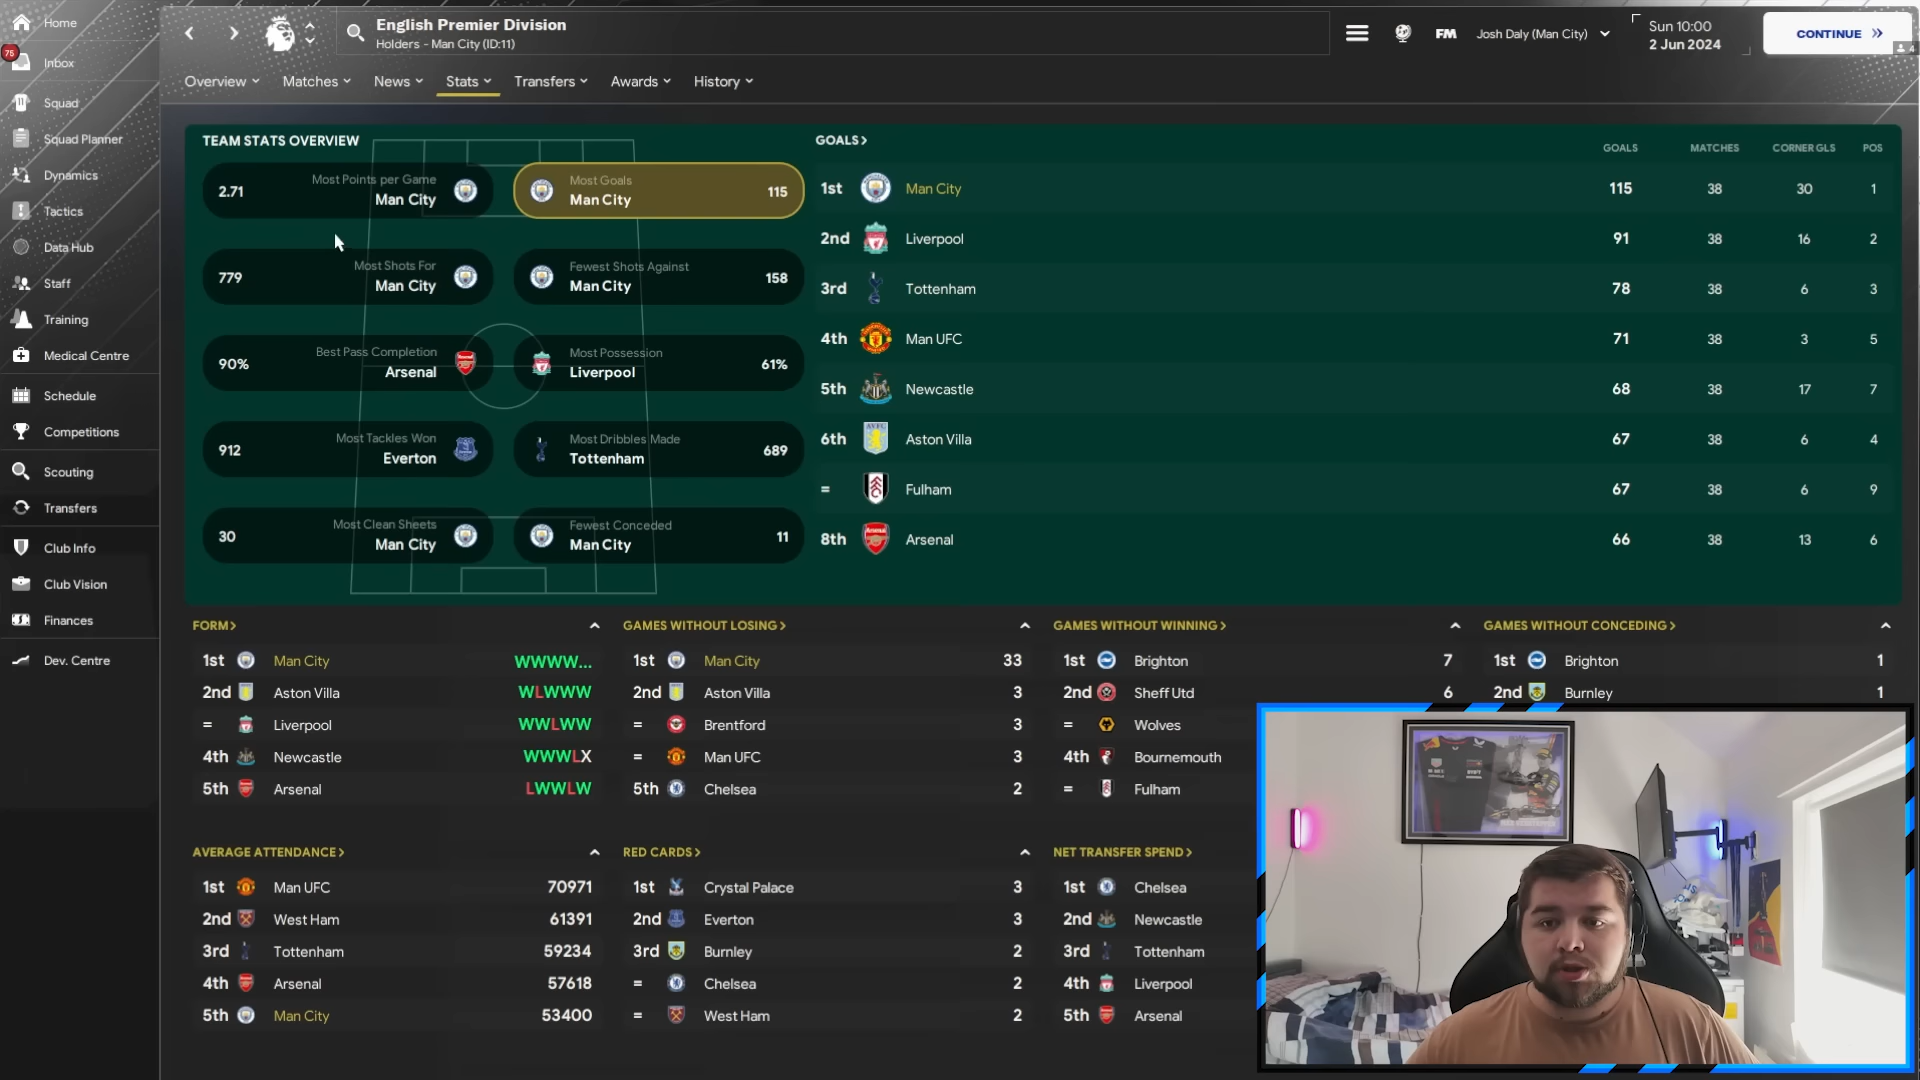 Home
75
Inbox
Squad
Squad Planner
Dynamics
Tactics
Data Hub
Staff
Training
Medical Centre
Schedule
Competitions
Scouting
Transfers
Club Info
Club Vision
Finances
Dev. Centre
English Premier Division
Holders - Man City (ID:11)
FM
Josh Daly (Man City)
Sun 10:00
2 Jun 2024
CONTINUE
4
Overview Matches News Stats Transfers Awards History
TEAM STATS OVERVIEW
2.71 Most Points per Game Man City
Most Goals Man City 115
779 Most Shots For Man City
Fewest Shots Against Man City 158
90% Best Pass Completion Arsenal
Most Possession Liverpool 61%
912 Most Tackles Won Everton
Most Dribbles Made Tottenham 689
30 Most Clean Sheets Man City
Fewest Conceded Man City 11
GOALS> GOALS MATCHES CORNER GLS POS
1st Man City 115 38 30 1
2nd Liverpool 91 38 16 2
3rd Tottenham 78 38 6 3
4th Man UFC 71 38 3 5
5th Newcastle 68 38 17 7
6th Aston Villa 67 38 6 4
= Fulham 67 38 6 9
8th Arsenal 66 38 13 6
FORM>
1st Man City WWWW...
2nd Aston Villa WLWWW
= Liverpool WWLWW
4th Newcastle WWWLX
5th Arsenal LWWLW
GAMES WITHOUT LOSING>
1st Man City 33
2nd Aston Villa 3
= Brentford 3
= Man UFC 3
5th Chelsea 2
GAMES WITHOUT WINNING>
1st Brighton 7
2nd Sheff Utd 6
= Wolves
4th Bournemouth
= Fulham
GAMES WITHOUT CONCEDING>
1st Brighton 1
2nd Burnley 1
AVERAGE ATTENDANCE>
1st Man UFC 70971
2nd West Ham 61391
3rd Tottenham 59234
4th Arsenal 57618
5th Man City 53400
RED CARDS>
1st Crystal Palace 3
2nd Everton 3
3rd Burnley 2
= Chelsea 2
= West Ham 2
NET TRANSFER SPEND>
1st Chelsea
2nd Newcastle
3rd Tottenham
4th Liverpool
5th Arsenal